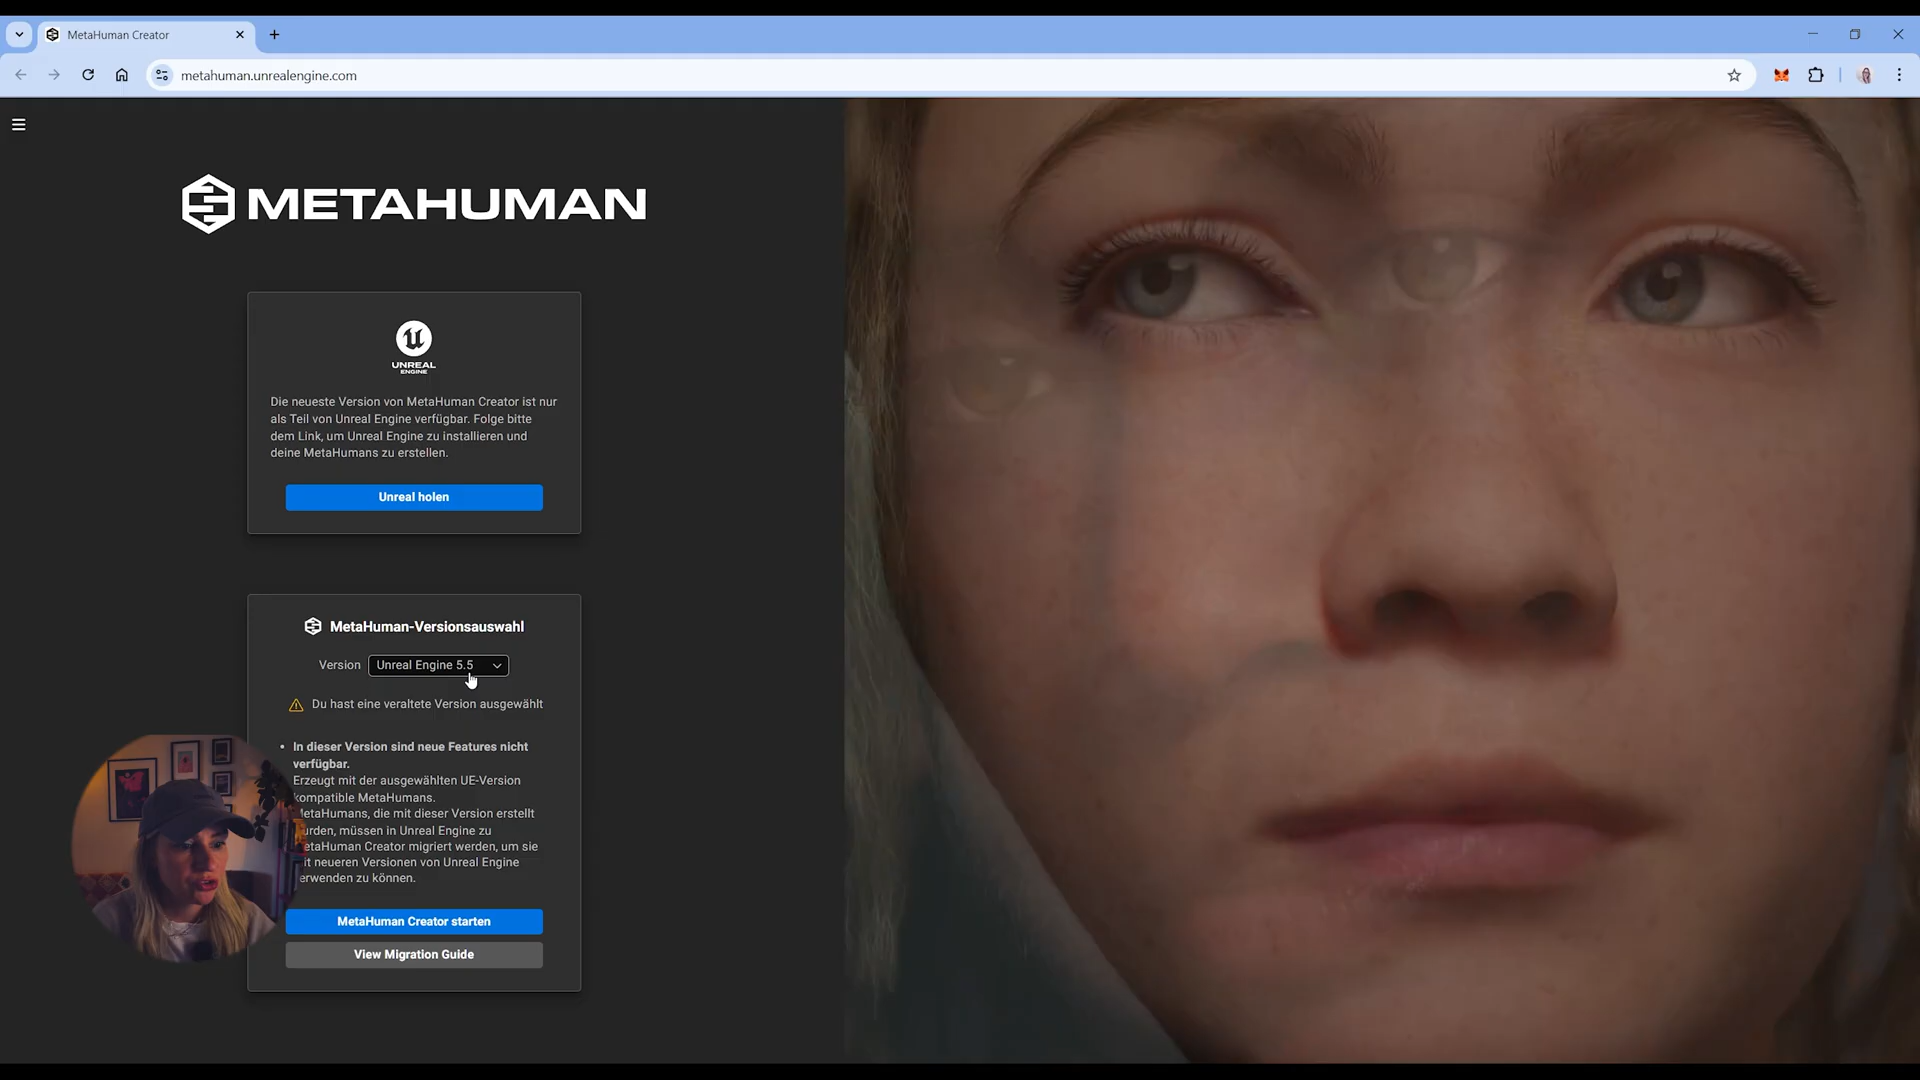 MetaHuman Creator
metahuman.unrealengine.com
METAHUMAN
UNREAL
ENGINE
Die neueste Version von MetaHuman Creator ist nur
als Teil von Unreal Engine verfügbar. Folge bitte
dem Link, um Unreal Engine zu installieren und
deine MetaHumans zu erstellen.
Unreal holen
MetaHuman-Versionsauswahl
Version Unreal Engine 5.5
Du hast eine veraltete Version ausgewählt
• In dieser Version sind neue Features nicht
verfügbar.
Erzeugt mit der ausgewählten UE-Version
kompatible MetaHumans.
MetaHumans, die mit dieser Version erstellt
wurden, müssen in Unreal Engine zu
MetaHuman Creator migriert werden, um sie
mit neueren Versionen von Unreal Engine
verwenden zu können.
MetaHuman Creator starten
View Migration Guide